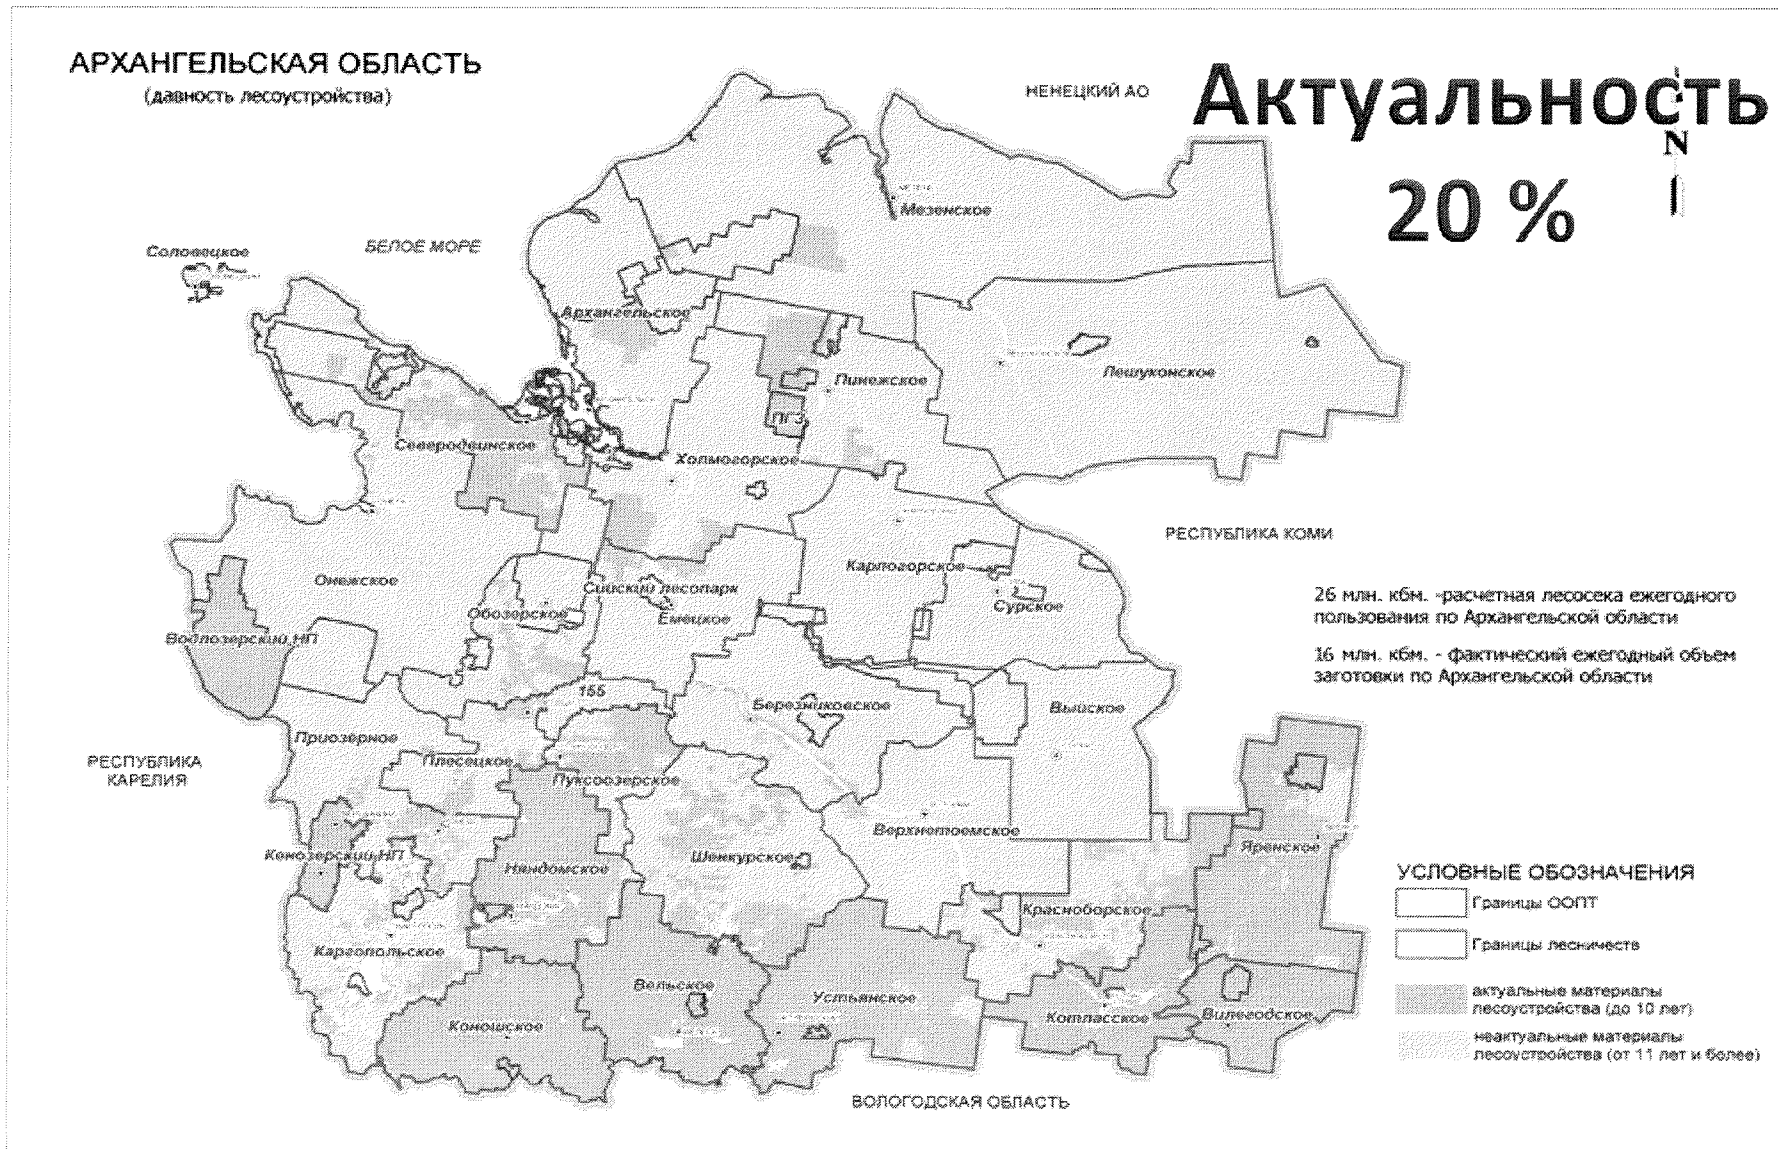 АРХАНГЕЛЬСКАЯ ОБЛАСТЬ
(давность лесоустройства)
НЕНЕЦКИЙ АО
Актуальность
N
20 %
Мезенское
Соловецкое
БЕЛОЕ МОРЕ
Архангельское
Лешуконское
Пинежское
ПГЗ
Северодвинское
Холмогорское
РЕСПУБЛИКА КОМИ
Онежское
Карпогорское
Сийский лесопарк
Сурское
Обозерское
Емецкое
26 млн. кбм. -расчетная лесосека ежегодного
пользования по Архангельской области
Водлозерский НП
16 млн. кбм. - фактический ежегодный объем
заготовки по Архангельской области
155
Березниковское
Выйское
Приозерное
РЕСПУБЛИКА
КАРЕЛИЯ
Плесецкое
Пуксоозерское
Верхнетоемское
Яренское
Кенозерский НП
Шенкурское
Няндомское
УСЛОВНЫЕ ОБОЗНАЧЕНИЯ
Границы ООПТ
Красноборское
Границы лесничеств
Каргопольское
Вельское
Устьянское
актуальные материалы
лесоустройства (до 10 лет)
Коношское
Котласское
Вилегодское
неактуальные материалы
лесоустройства (от 11 лет и более)
ВОЛОГОДСКАЯ ОБЛАСТЬ